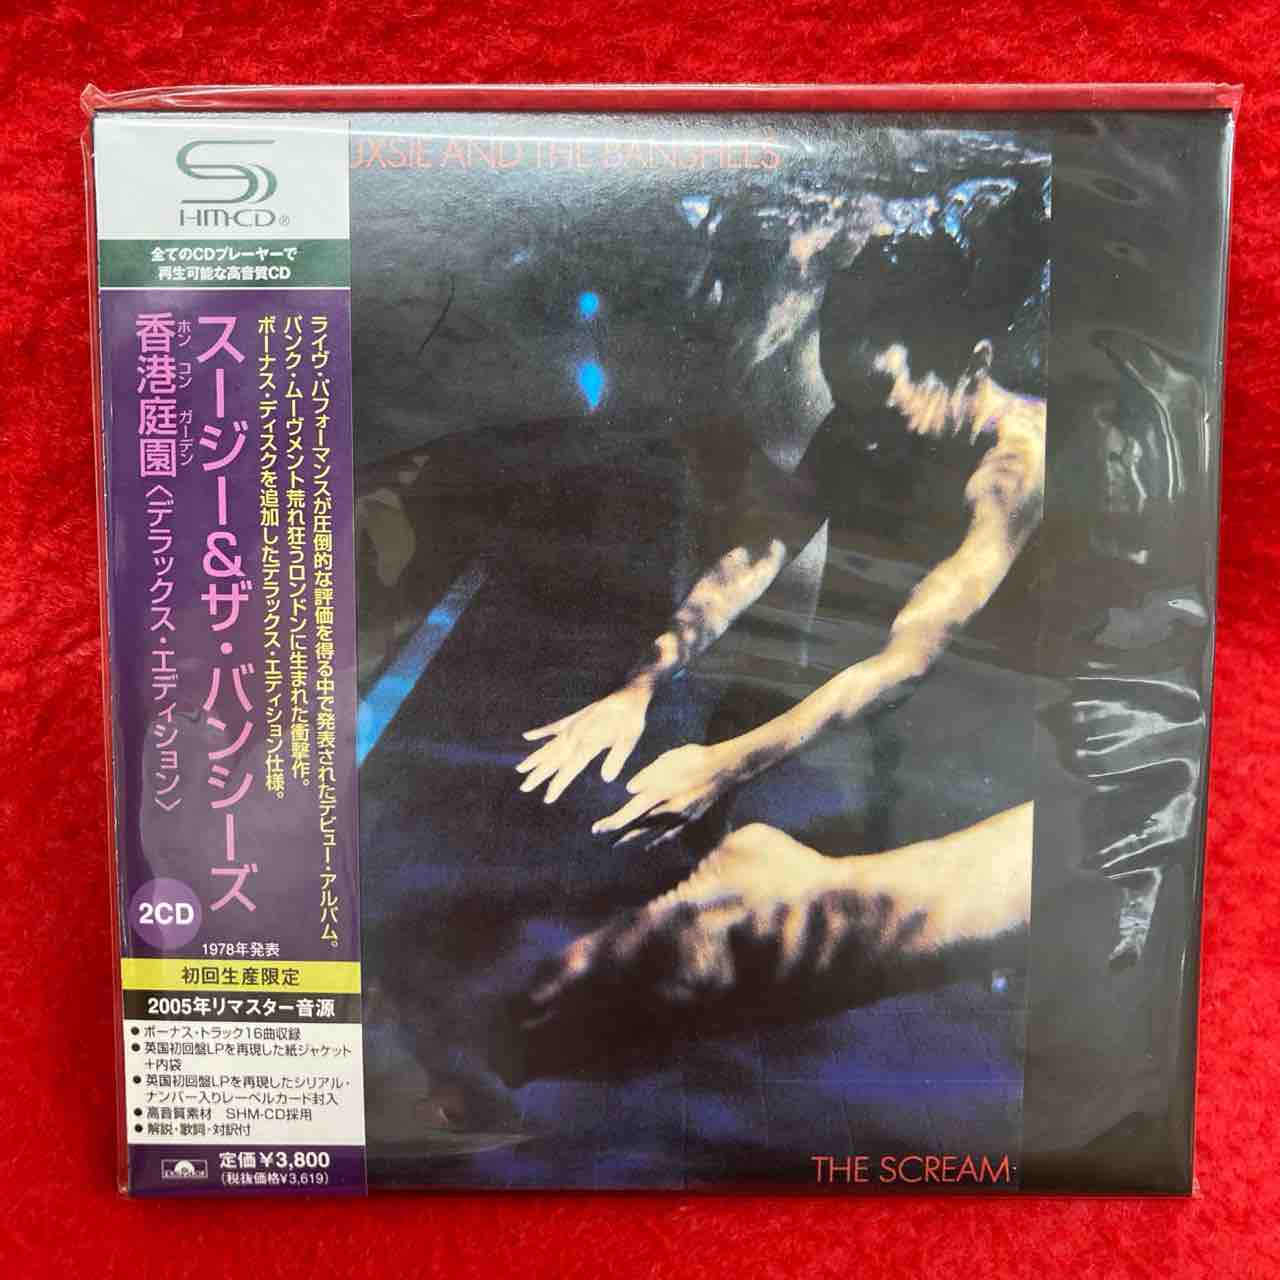 SHM-CD®
全てのCDプレーヤーで
再生可能な高音質CD
ライヴ・パフォーマンスが圧倒的な評価を得る中で発表されたデビュー・アルバム。
パンク・ムーヴメント荒れ狂うロンドンに生まれた衝撃作。
ボーナス・ディスクを追加したデラックス・エディション仕様。
スージー&ザ・バンシーズ
香港庭園〈デラックス・エディション〉
ホン コン ガーデン
2CD
1978年発表
初回生産限定
2005年リマスター音源
●ボーナス・トラック16曲収録
●英国初回盤LPを再現した紙ジャケット
+内袋
●英国初回盤LPを再現したシリアル・
ナンバー入りレーベルカード封入
●高音質素材 SHM-CD採用
●解説・歌詞・対訳付
定価¥3,800
(税抜価格¥3,619)
UXSIE AND THE BANSHEES
THE SCREAM